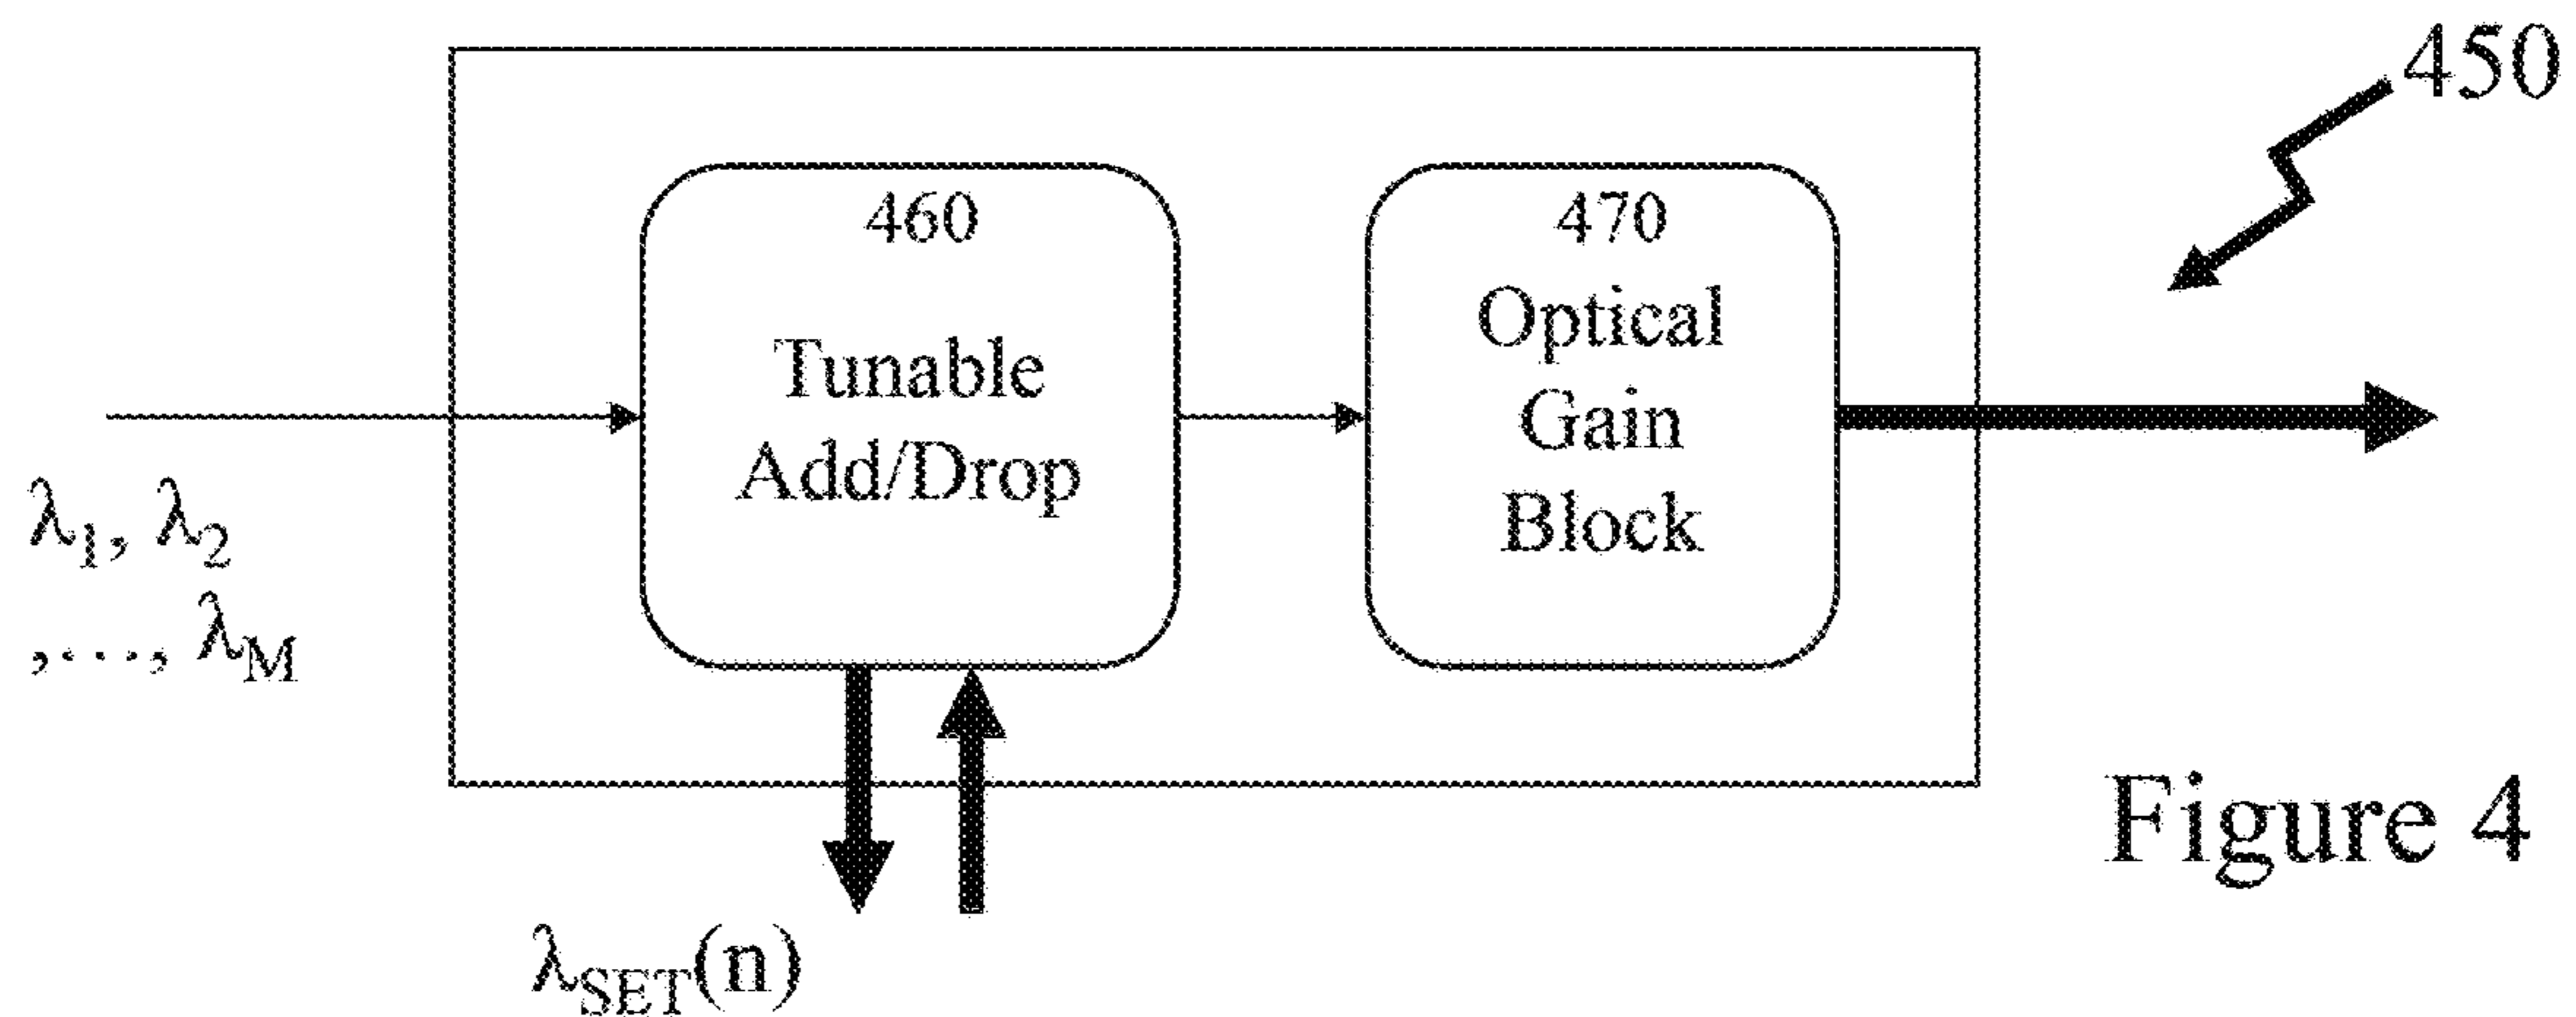 450
460
Tunable
Add/Drop
470
Optical
Gain
Block
λ1, λ2
,..., λM
λSET(n)
Figure 4